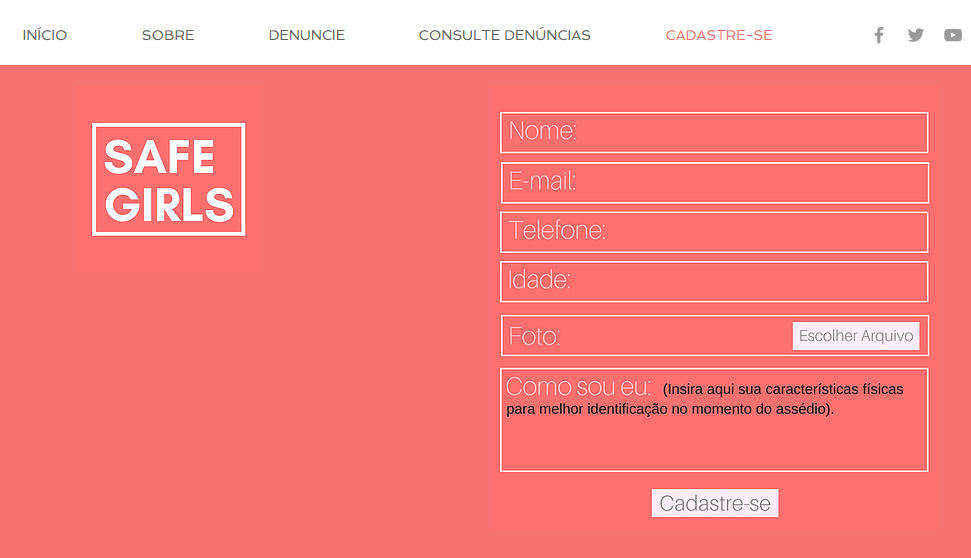 INÍCIO SOBRE DENUNCIE CONSULTE DENÚNCIAS CADASTRE-SE
SAFE
GIRLS
Nome:
E-mail:
Telefone:
Idade:
Foto: Escolher Arquivo
Como sou eu: (Insira aqui sua características físicas
para melhor identificação no momento do assédio).
Cadastre-se